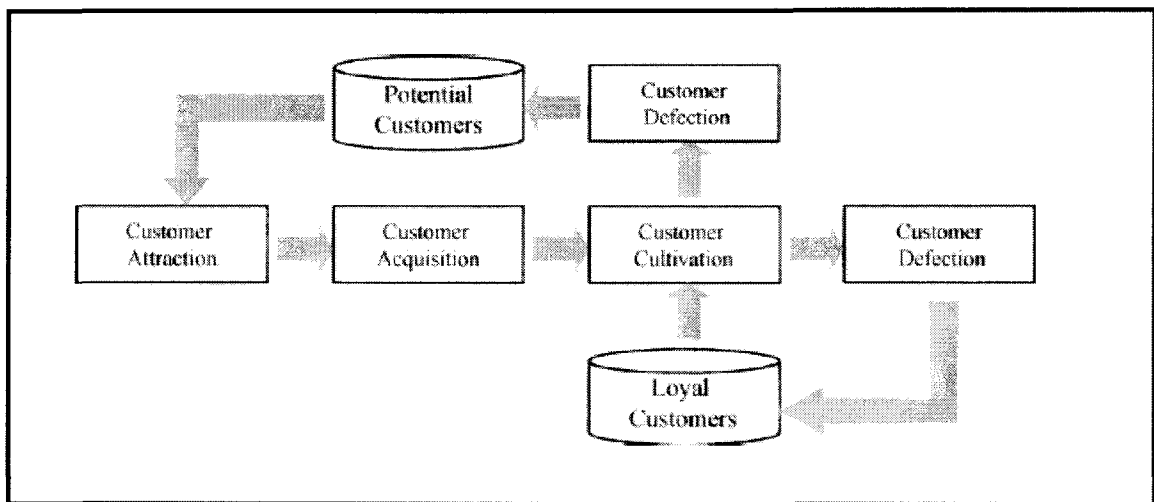 Potential
Customers
Customer
Defection
Customer
Attraction
Customer
Acquisition
Customer
Cultivation
Customer
Defection
Loyal
Customers